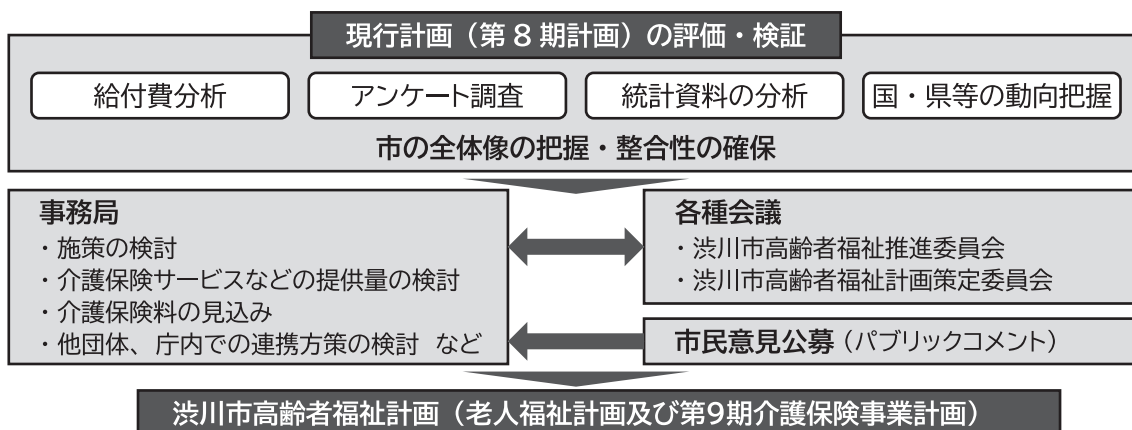 現行計画（第8期計画）の評価・検証
給付費分析
アンケート調査
統計資料の分析
国・県等の動向把握
市の全体像の把握・整合性の確保
事務局
・施策の検討
・介護保険サービスなどの提供量の検討
・介護保険料の見込み
・他団体、庁内での連携方策の検討 など
各種会議
・渋川市高齢者福祉推進委員会
・渋川市高齢者福祉計画策定委員会
市民意見公募（パブリックコメント）
渋川市高齢者福祉計画（老人福祉計画及び第9期介護保険事業計画）